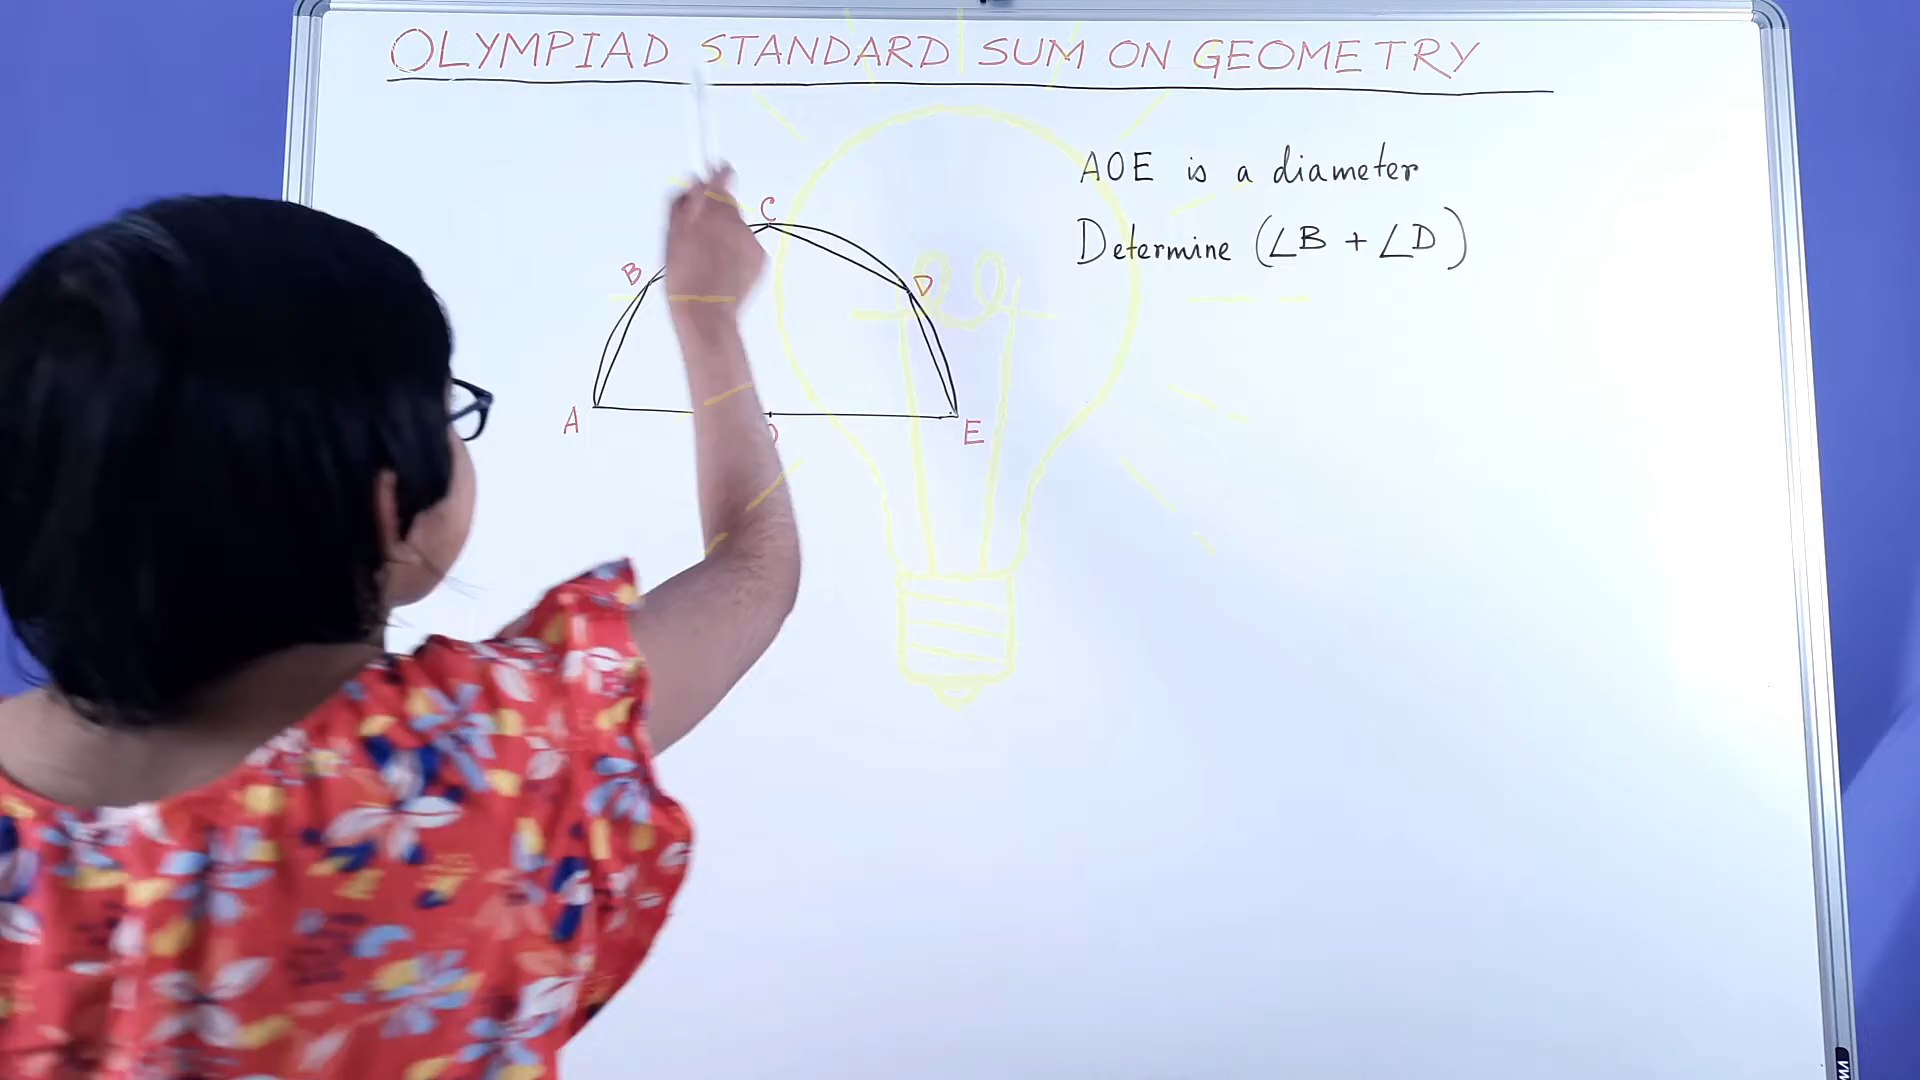 OLYMPIAD STANDARD SUM ON GEOMETRY
AOE is a diameter
Determine (∠B + ∠D)
C
B
D
A
E